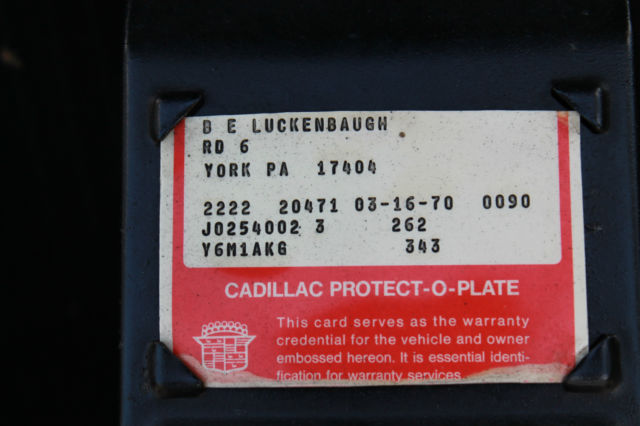 B E LUCKENBAUGH
RD 6
YORK PA 17404
2222 20471 03-16-70 0090
J0254002 3 262
Y6M1AKG 343
CADILLAC PROTECT-O-PLATE
This card serves as the warranty
credential for the vehicle and owner
embossed hereon. It is essential identi-
fication for warranty services.